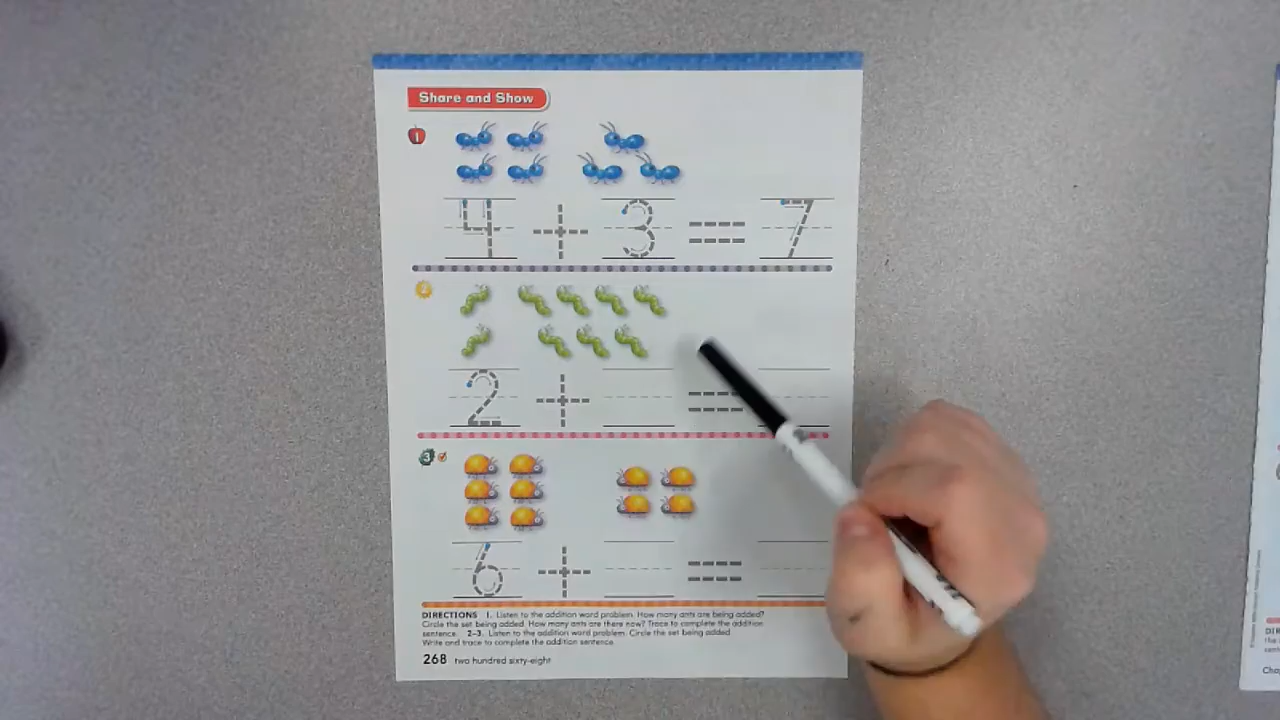 Share and Show
1
4 + 3 = 7
2
2 + =
3
6 + =
DIRECTIONS 1. Listen to the addition word problem. How many ants are being added?
Circle the set being added. How many ants are there now? Trace to complete the addition
sentence. 2–3. Listen to the addition word problem. Circle the set being added.
Write and trace to complete the addition sentence.
268 two hundred sixty-eight